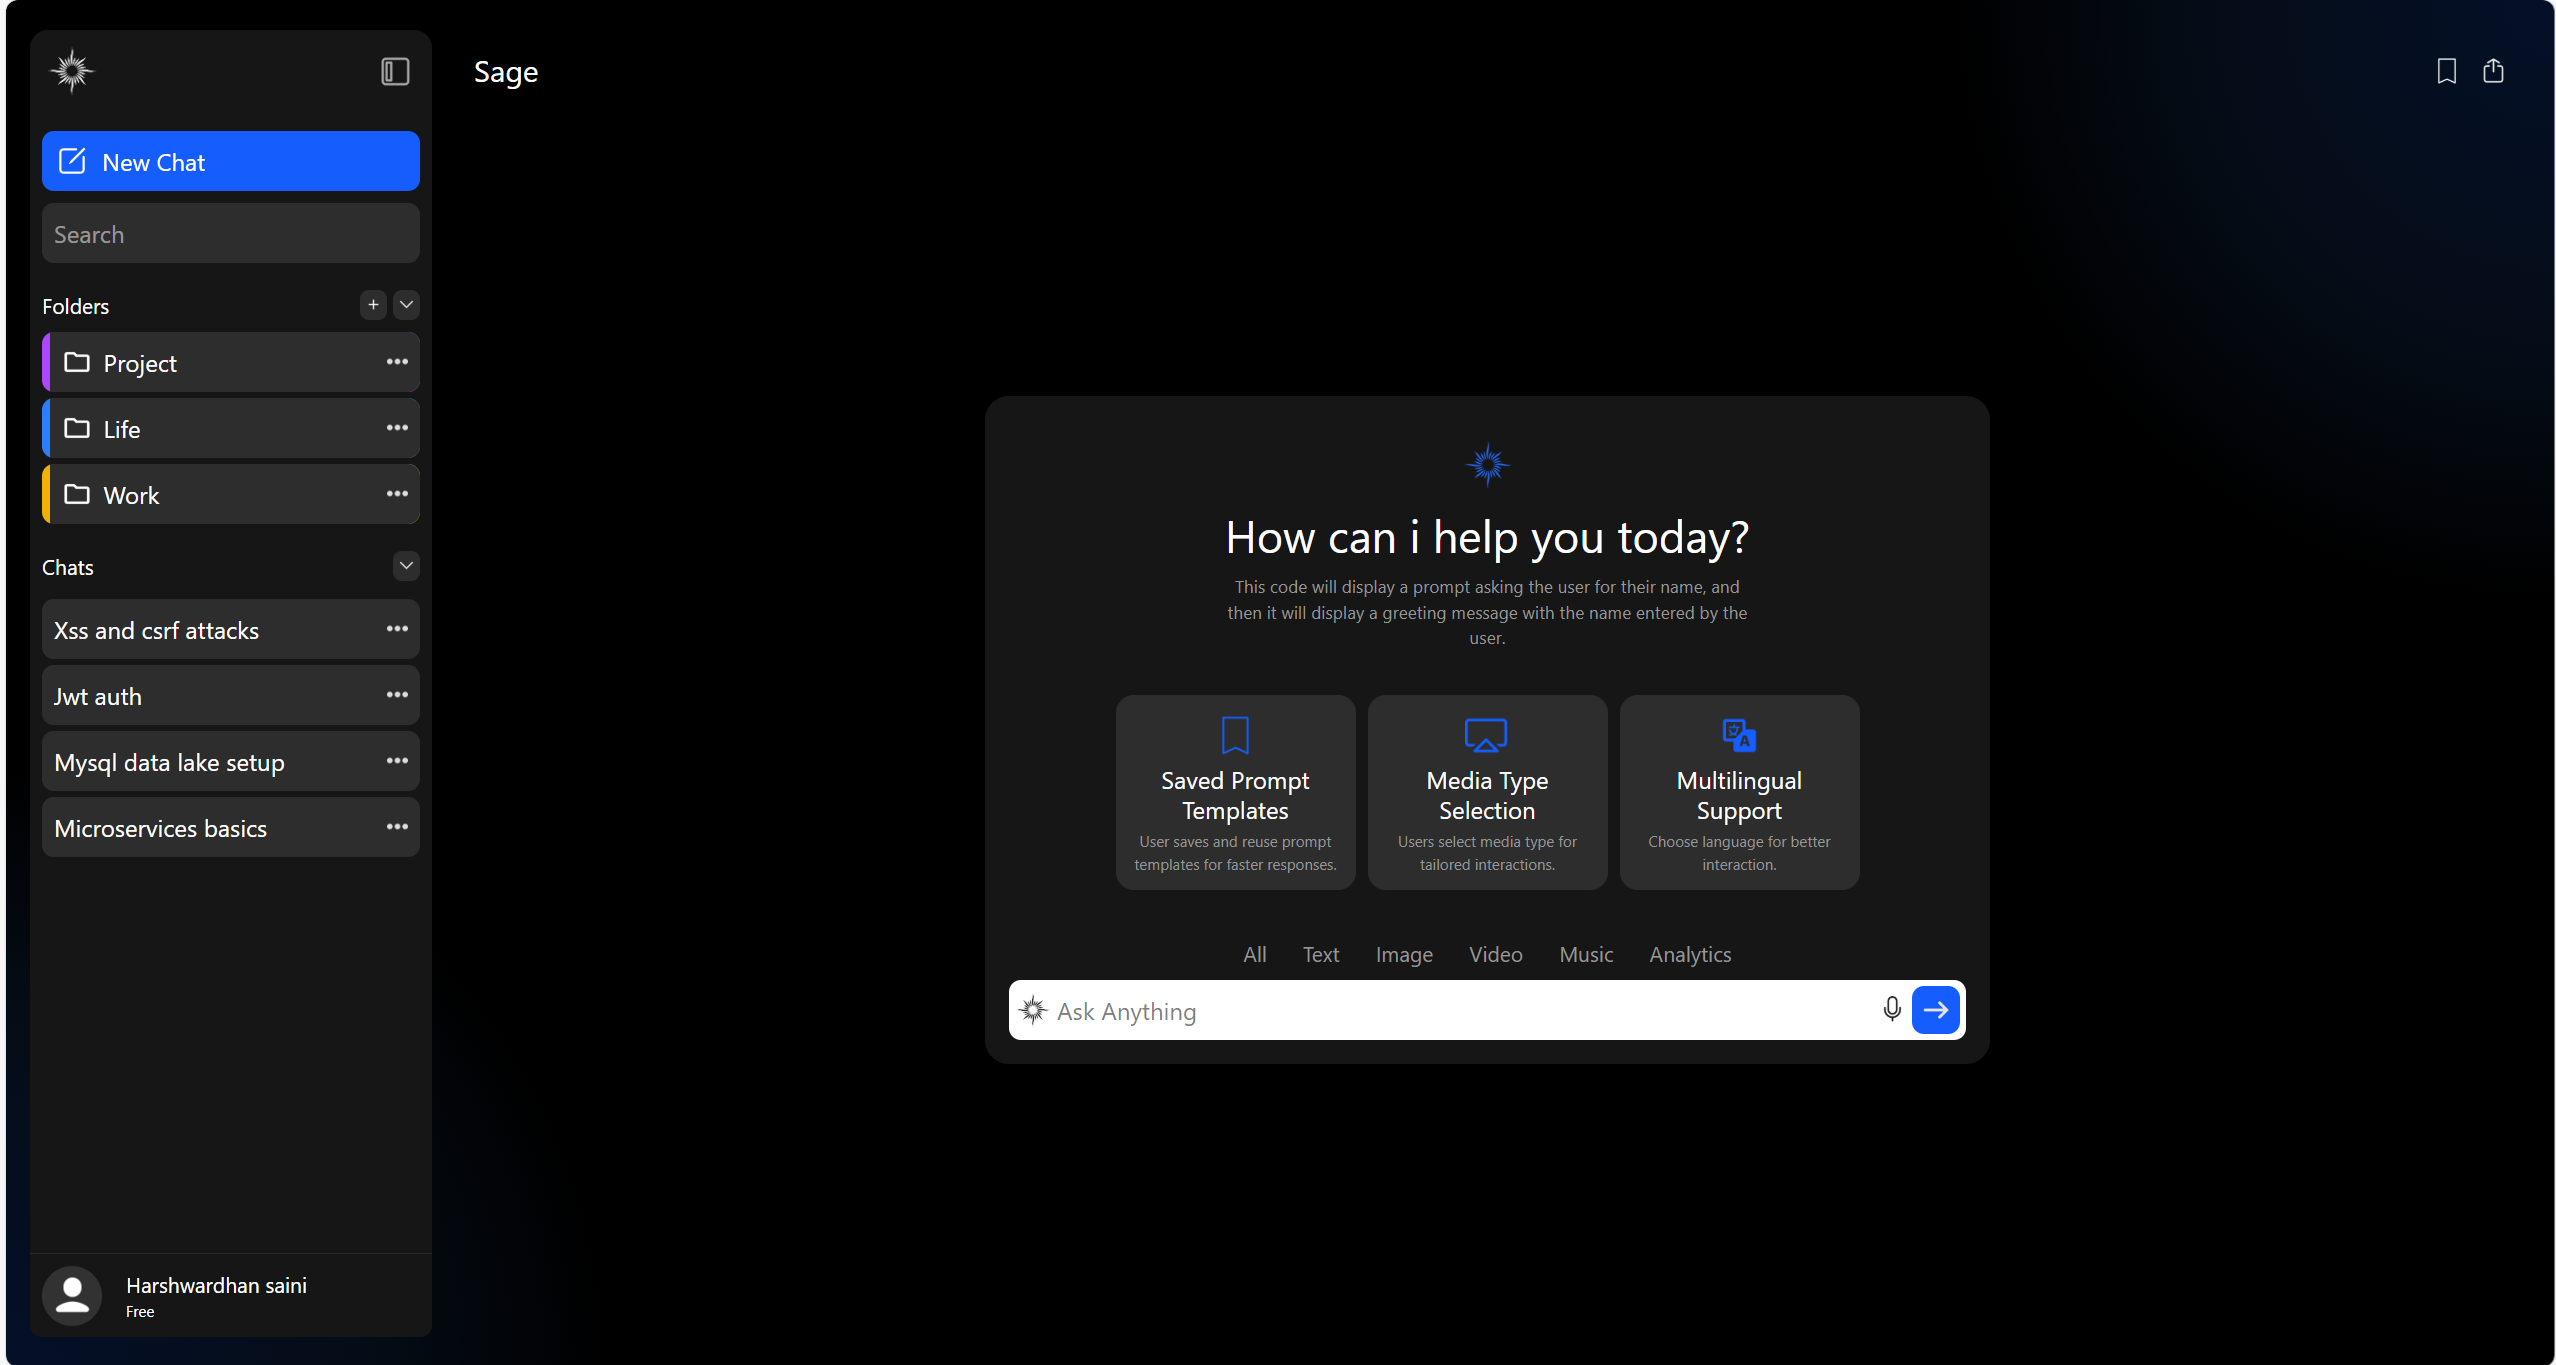 Sage
New Chat
Search
Folders
Project
Life
Work
Chats
Xss and csrf attacks
Jwt auth
Mysql data lake setup
Microservices basics
Harshwardhan saini
Free
How can i help you today?
This code will display a prompt asking the user for their name, and
then it will display a greeting message with the name entered by the
user.
Saved Prompt
Templates
User saves and reuse prompt
templates for faster responses.
Media Type
Selection
Users select media type for
tailored interactions.
Multilingual
Support
Choose language for better
interaction.
All Text Image Video Music Analytics
Ask Anything